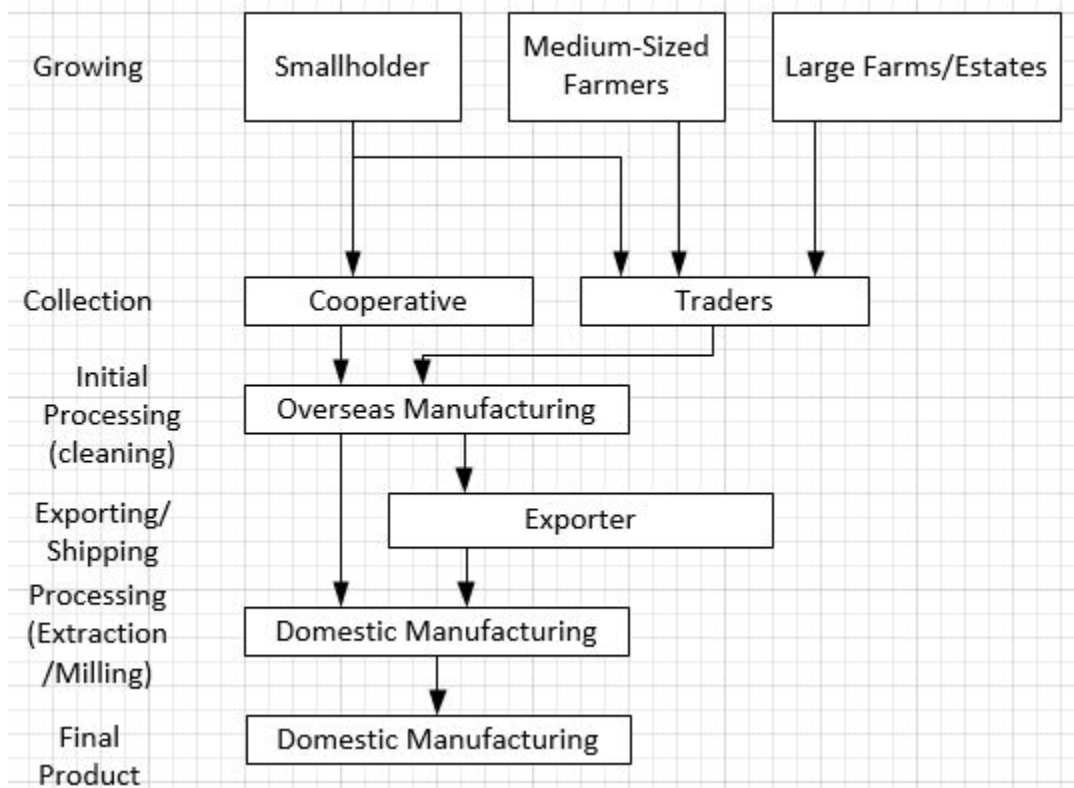 Growing
Smallholder
Medium-Sized
Farmers
Large Farms/Estates
Collection
Cooperative
Traders
Initial
Processing
(cleaning)
Overseas Manufacturing
Exporting/
Shipping
Exporter
Processing
(Extraction
/Milling)
Domestic Manufacturing
Final
Product
Domestic Manufacturing